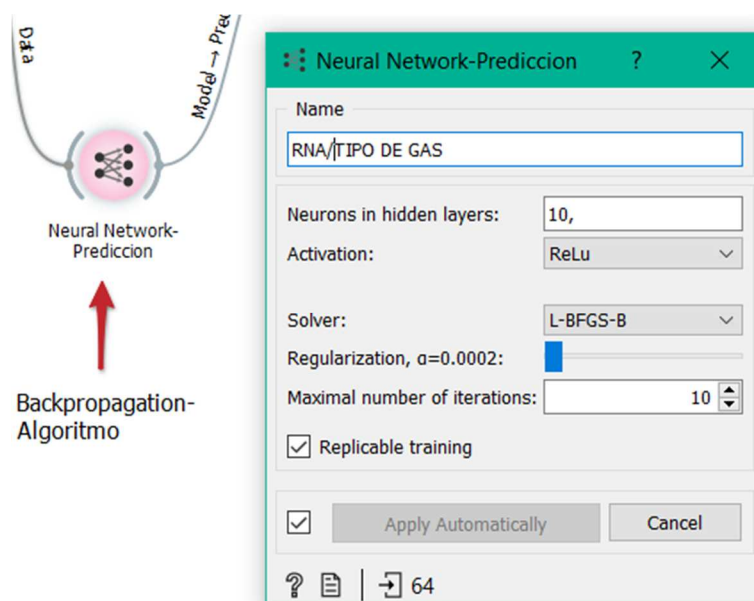 Data
Model → Pred
Neural Network-
Prediccion
Backpropagation-
Algoritmo
Neural Network-Prediccion ?
Name
RNA/TIPO DE GAS
Neurons in hidden layers: 10,
Activation: ReLu
Solver: L-BFGS-B
Regularization, α=0.0002:
Maximal number of iterations: 10
Replicable training
Apply Automatically Cancel
? 64